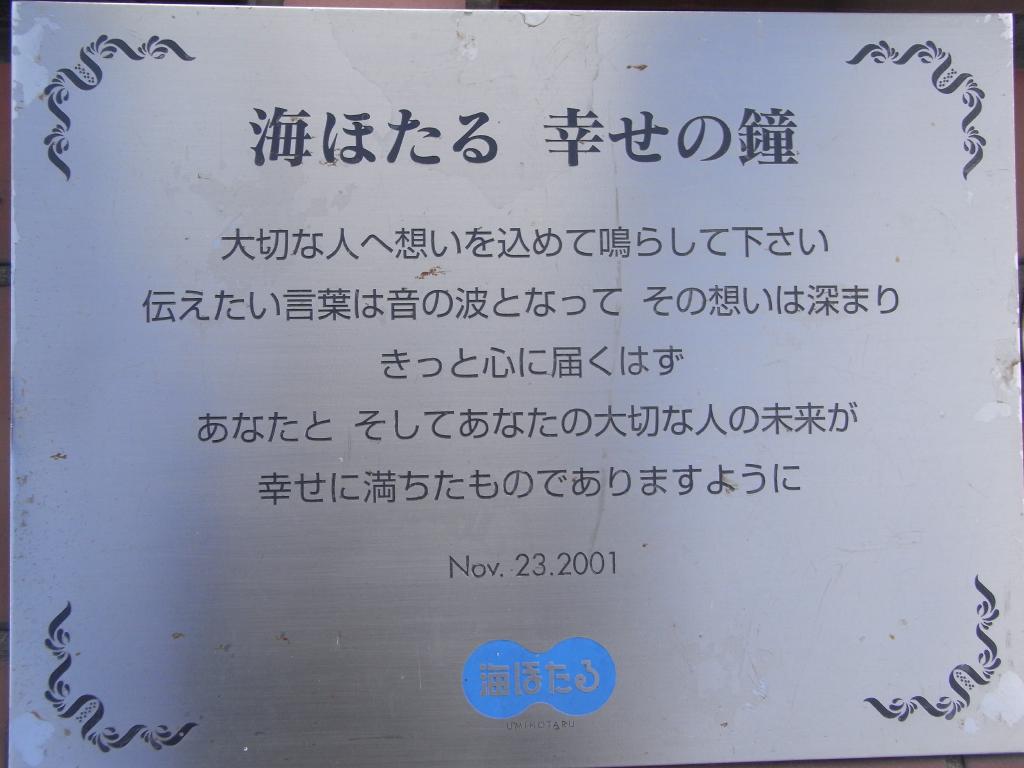 海ほたる 幸せの鐘
大切な人へ想いを込めて鳴らして下さい
伝えたい言葉は音の波となって その想いは深まり
きっと心に届くはず
あなたと そしてあなたの大切な人の未来が
幸せに満ちたものでありますように
Nov. 23.2001
海ほたる
UMIHOTARU